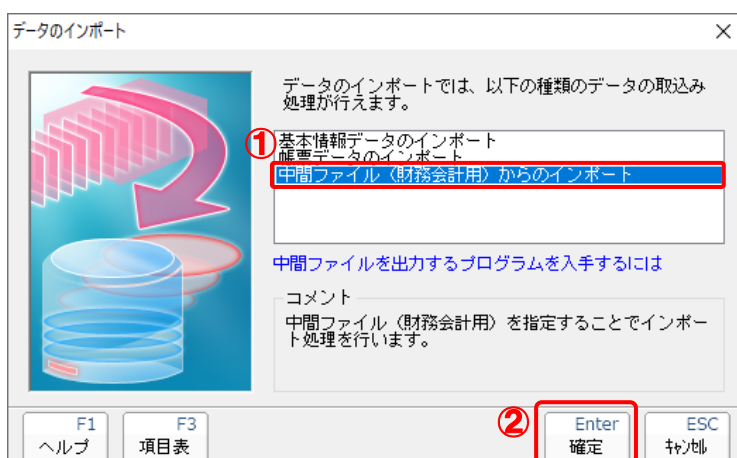 データのインポート
データのインポートでは、以下の種類のデータの取込み
処理が行えます。
①
基本情報データのインポート
帳票データのインポート
中間ファイル（財務会計用）からのインポート
中間ファイルを出力するプログラムを入手するには
コメント
中間ファイル（財務会計用）を指定することでインポー
ト処理を行います。
②
F1
ヘルプ
F3
項目表
Enter
確定
ESC
ｷｬﾝｾﾙ